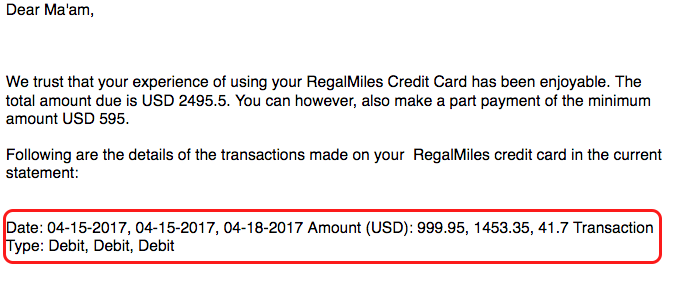 Dear Ma'am,
We trust that your experience of using your RegalMiles Credit Card has been enjoyable. The
total amount due is USD 2495.5. You can however, also make a part payment of the minimum
amount USD 595.
Following are the details of the transactions made on your  RegalMiles credit card in the current
statement:
Date: 04-15-2017, 04-15-2017, 04-18-2017 Amount (USD): 999.95, 1453.35, 41.7 Transaction
Type: Debit, Debit, Debit